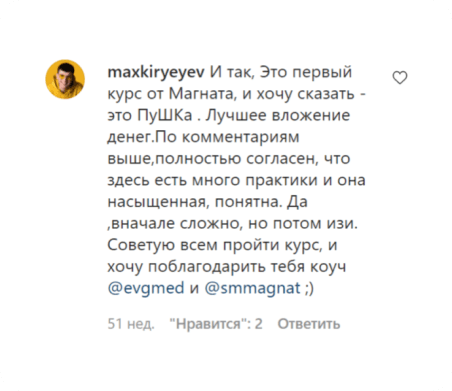 maxkiryeyev И так, Это первый
курс от Магната, и хочу сказать -
это ПуШКа . Лучшее вложение
денег.По комментариям
выше,полностью согласен, что
здесь есть много практики и она
насыщенная, понятна. Да
,вначале сложно, но потом изи.
Советую всем пройти курс, и
хочу поблагодарить тебя коуч
@evgmed и @smmagnat ;)
51 нед. "Нравится": 2 Ответить